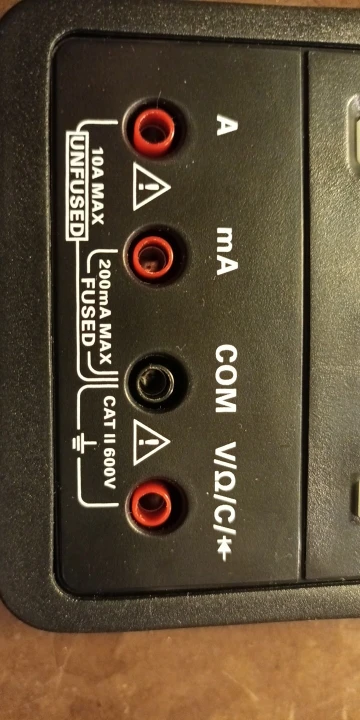 A mA COM V/Ω/C/
10A MAX
UNFUSED
200mA MAX
FUSED
CAT II 600V